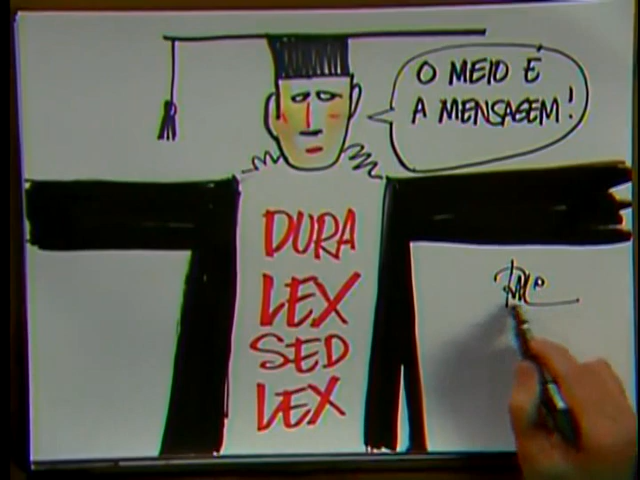 O MEIO É
A MENSAGEM!
DURA
LEX
SED
LEX